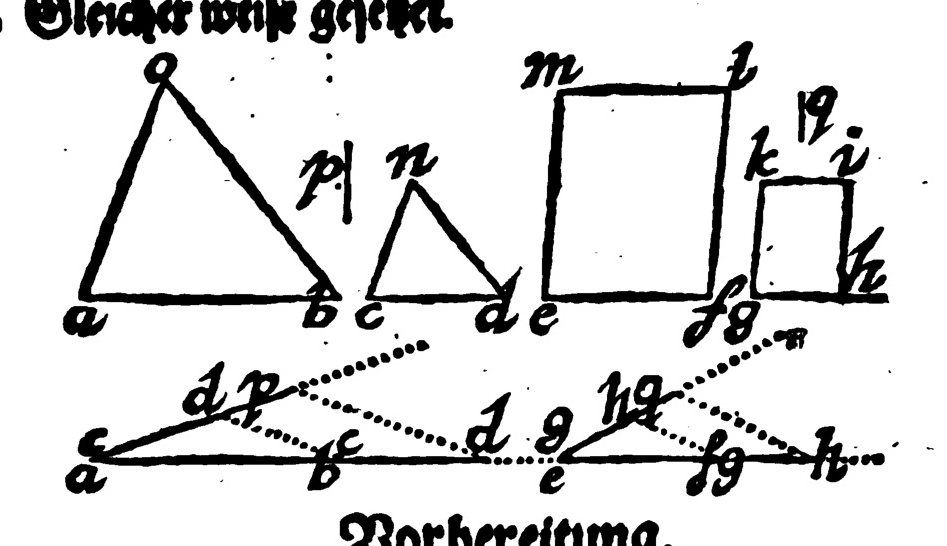 Gleicher weiſe geſetzet.
o m l
p n k q i
a b c d e f g h
d p d g h q
c a b c e f g h
Vorbereitung.